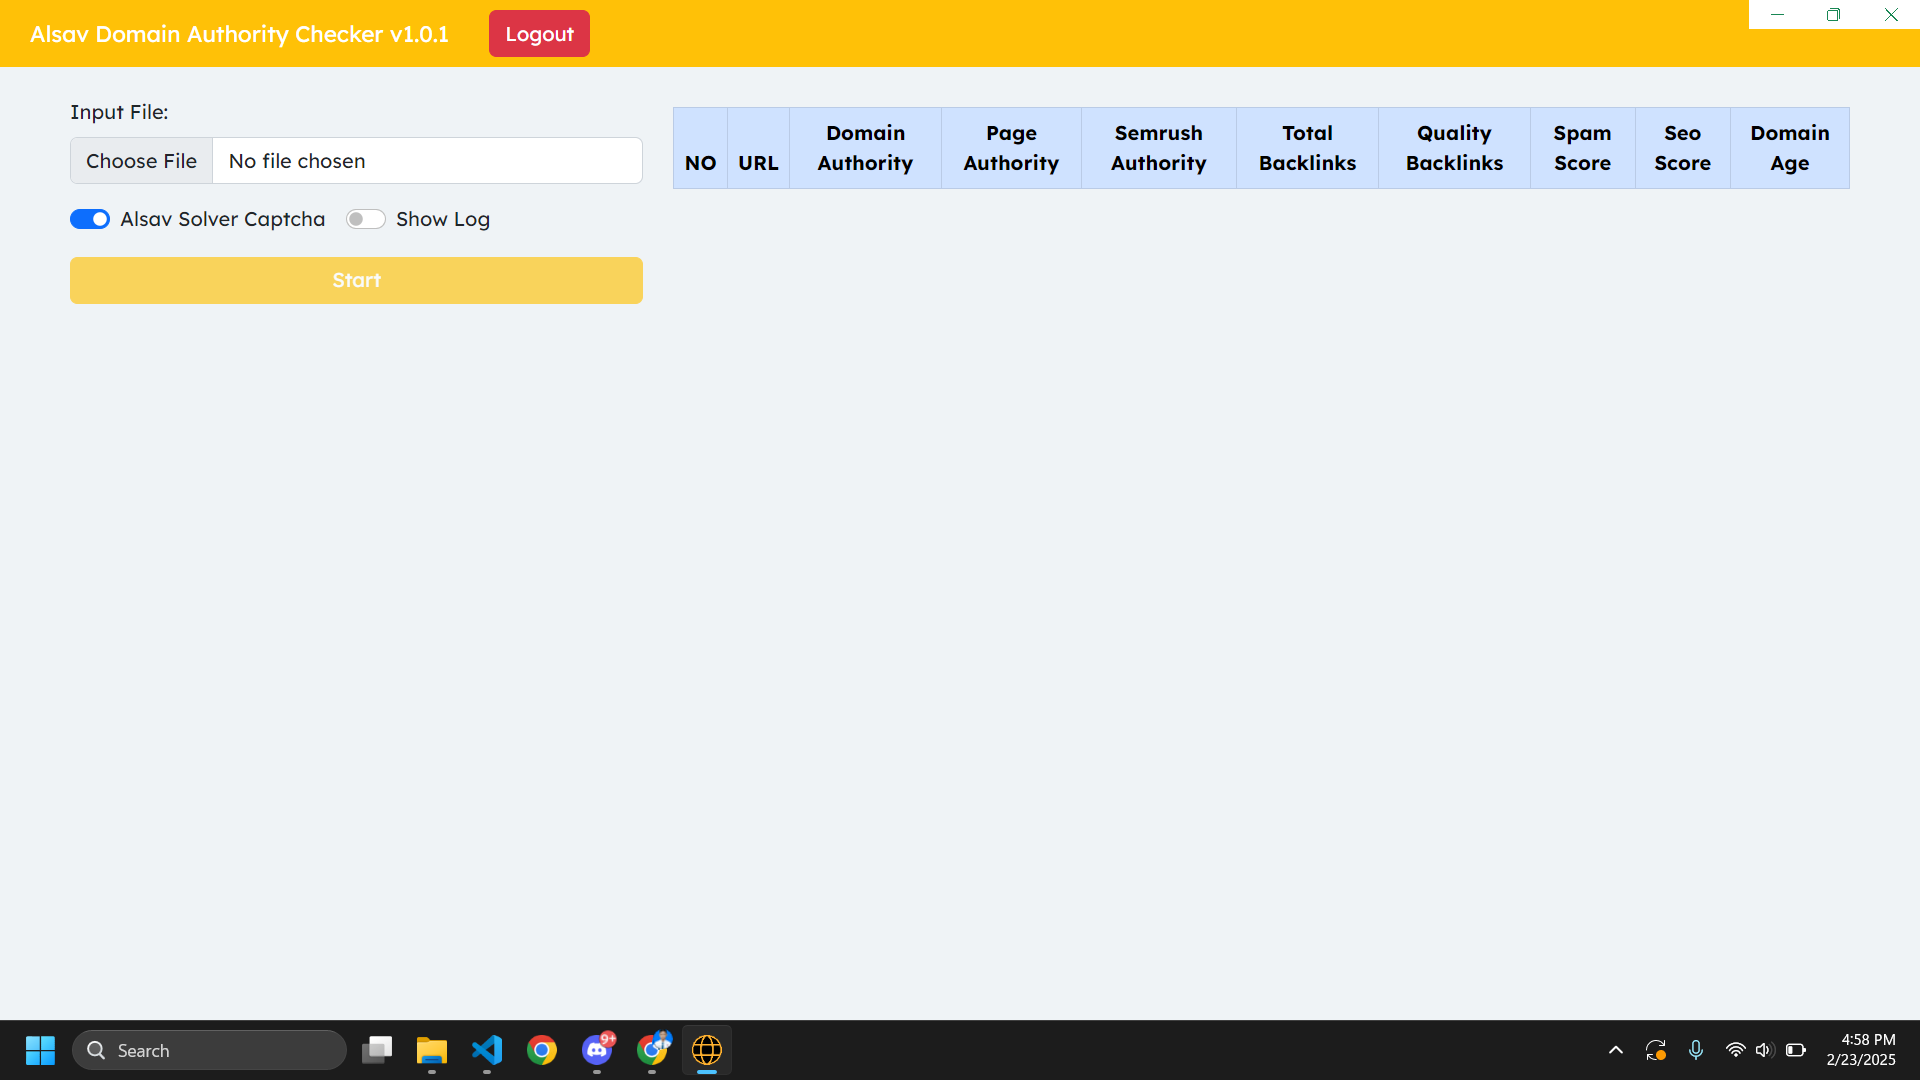 Alsav Domain Authority Checker v1.0.1
Logout
Input File:
Choose File
No file chosen
Alsav Solver Captcha
Show Log
Start
NO
URL
Domain
Authority
Page
Authority
Semrush
Authority
Total
Backlinks
Quality
Backlinks
Spam
Score
Seo
Score
Domain
Age
Search
9+
4:58 PM
2/23/2025